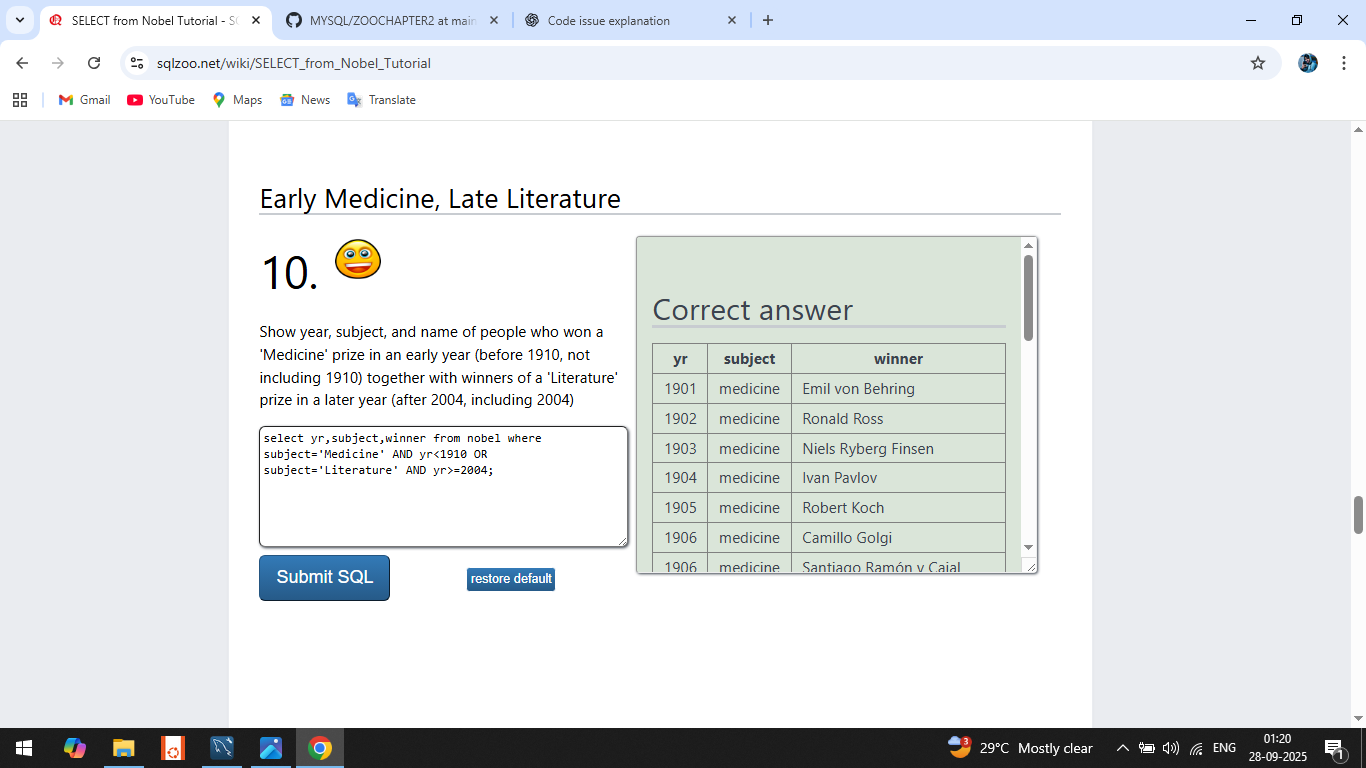 SELECT from Nobel Tutorial - S
MYSQL/ZOOCHAPTER2 at main
Code issue explanation
sqlzoo.net/wiki/SELECT_from_Nobel_Tutorial
Gmail
YouTube
Maps
News
Translate
Early Medicine, Late Literature
10.
Show year, subject, and name of people who won a
'Medicine' prize in an early year (before 1910, not
including 1910) together with winners of a 'Literature'
prize in a later year (after 2004, including 2004)
select yr,subject,winner from nobel where
subject='Medicine' AND yr<1910 OR
subject='Literature' AND yr>=2004;
Submit SQL
restore default
Correct answer
yr subject winner
1901 medicine Emil von Behring
1902 medicine Ronald Ross
1903 medicine Niels Ryberg Finsen
1904 medicine Ivan Pavlov
1905 medicine Robert Koch
1906 medicine Camillo Golgi
1906 medicine Santiago Ramón y Cajal
3
29°C Mostly clear
ENG
01:20
28-09-2025
1